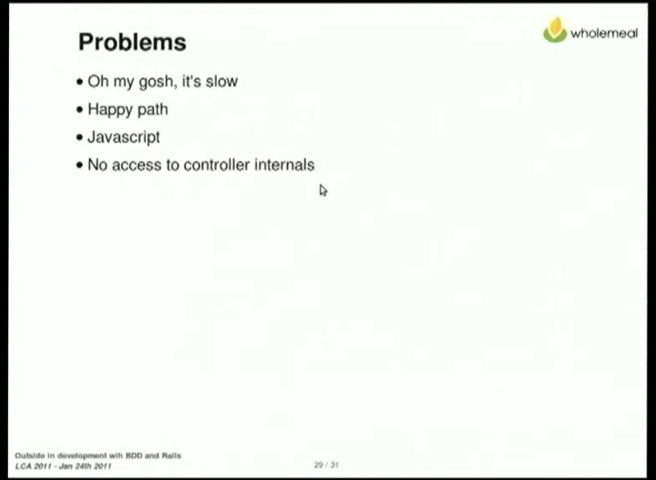 Problems
wholemeal
• Oh my gosh, it's slow
• Happy path
• Javascript
• No access to controller internals
Outside in development with BDD and Rails
LCA 2011 - Jan 24th 2011
29 / 31